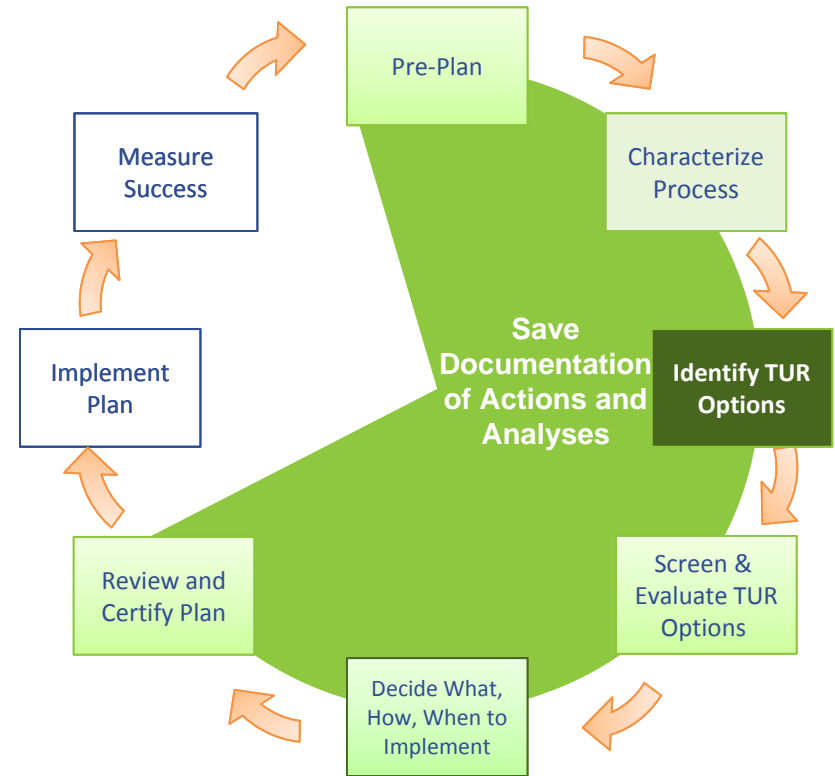 Pre-Plan
Characterize
Process
Identify TUR
Options
Screen &
Evaluate TUR
Options
Decide What,
How, When to
Implement
Review and
Certify Plan
Implement
Plan
Measure
Success
Save
Documentation
of Actions and
Analyses